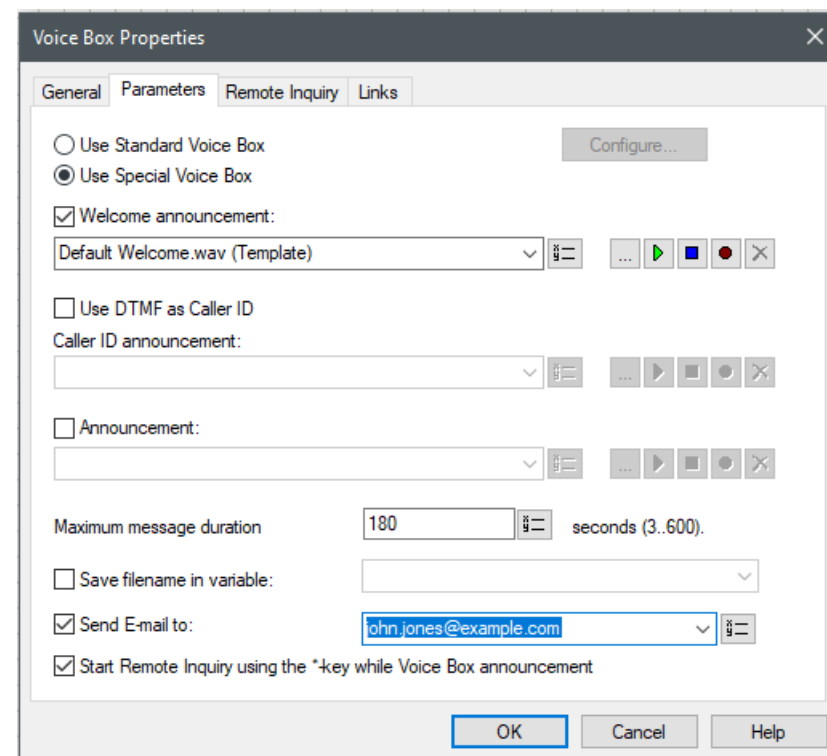 Voice Box Properties
General Parameters Remote Inquiry Links
Use Standard Voice Box Configure...
Use Special Voice Box
Welcome announcement:
Default Welcome.wav (Template) ...
Use DTMF as Caller ID
Caller ID announcement:
...
Announcement:
...
Maximum message duration 180 seconds (3..600).
Save filename in variable:
Send E-mail to: john.jones@example.com
Start Remote Inquiry using the *-key while Voice Box announcement
OK Cancel Help